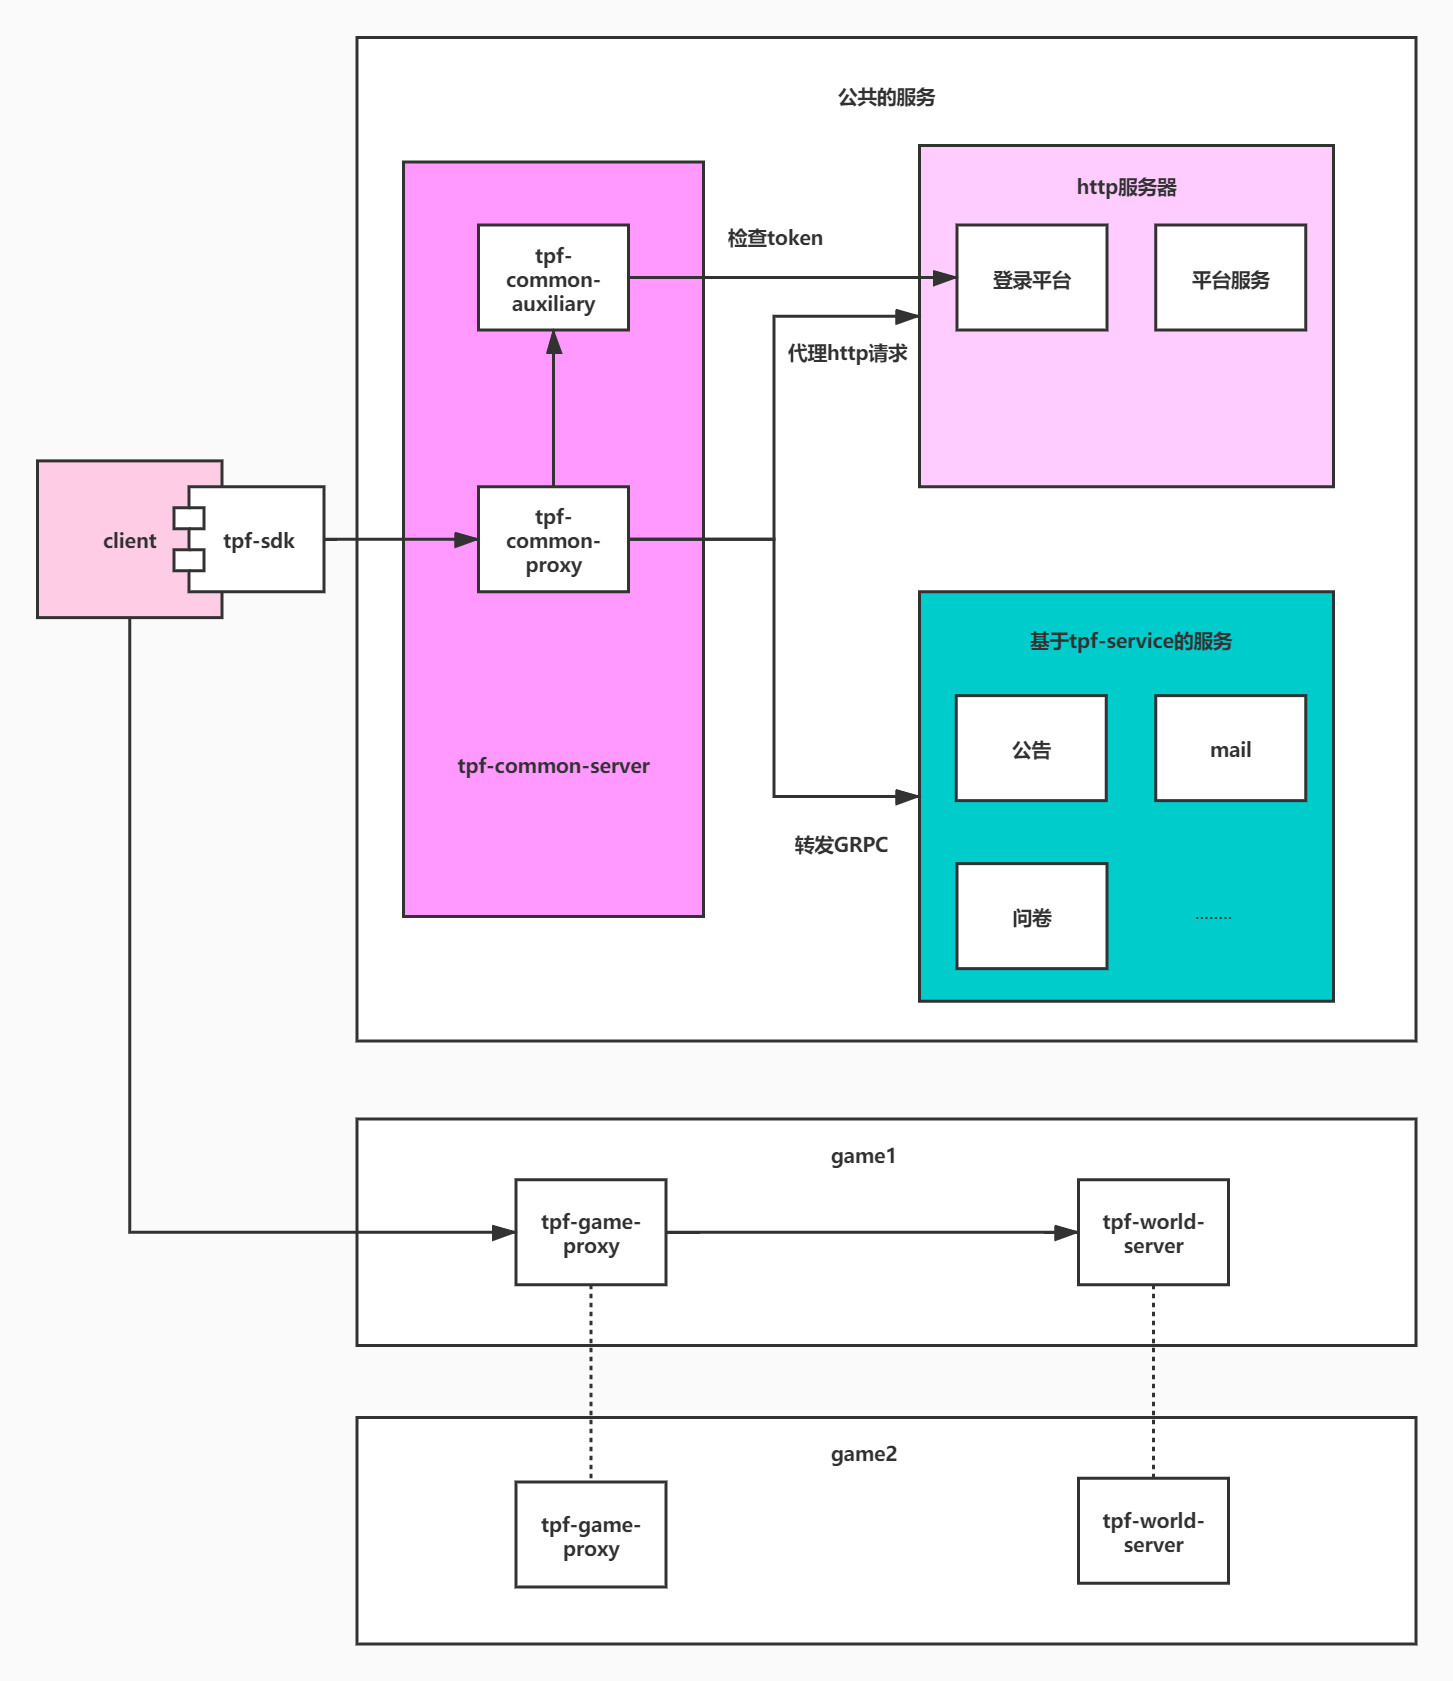 公共的服务
http服务器
tpf-
common-
auxiliary
检查token
登录平台
平台服务
代理http请求
client
tpf-sdk
tpf-
common-
proxy
基于tpf-service的服务
公告
mail
tpf-common-server
转发GRPC
问卷
........
game1
tpf-game-
proxy
tpf-world-
server
game2
tpf-game-
proxy
tpf-world-
server